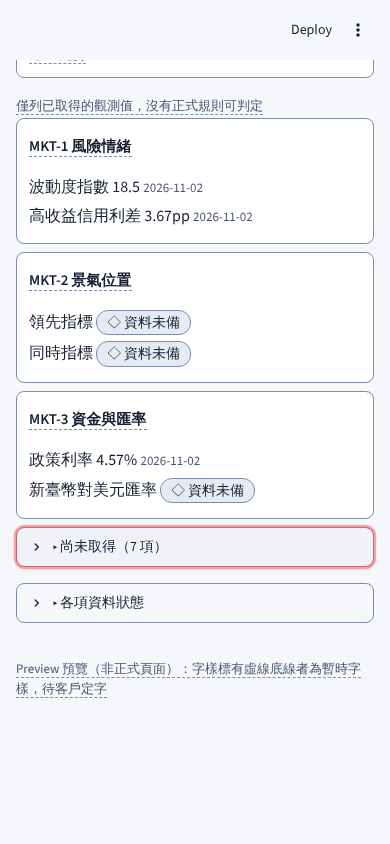 Deploy
僅列已取得的觀測值，沒有正式規則可判定
MKT-1 風險情緒
波動度指數 18.5 2026-11-02
高收益信用利差 3.67pp 2026-11-02
MKT-2 景氣位置
領先指標 ◇ 資料未備
同時指標 ◇ 資料未備
MKT-3 資金與匯率
政策利率 4.57% 2026-11-02
新臺幣對美元匯率 ◇ 資料未備
▸ 尚未取得（7 項）
▸ 各項資料狀態
Preview 預覽（非正式頁面）：字樣標有虛線底線者為暫時字
樣，待客戶定字